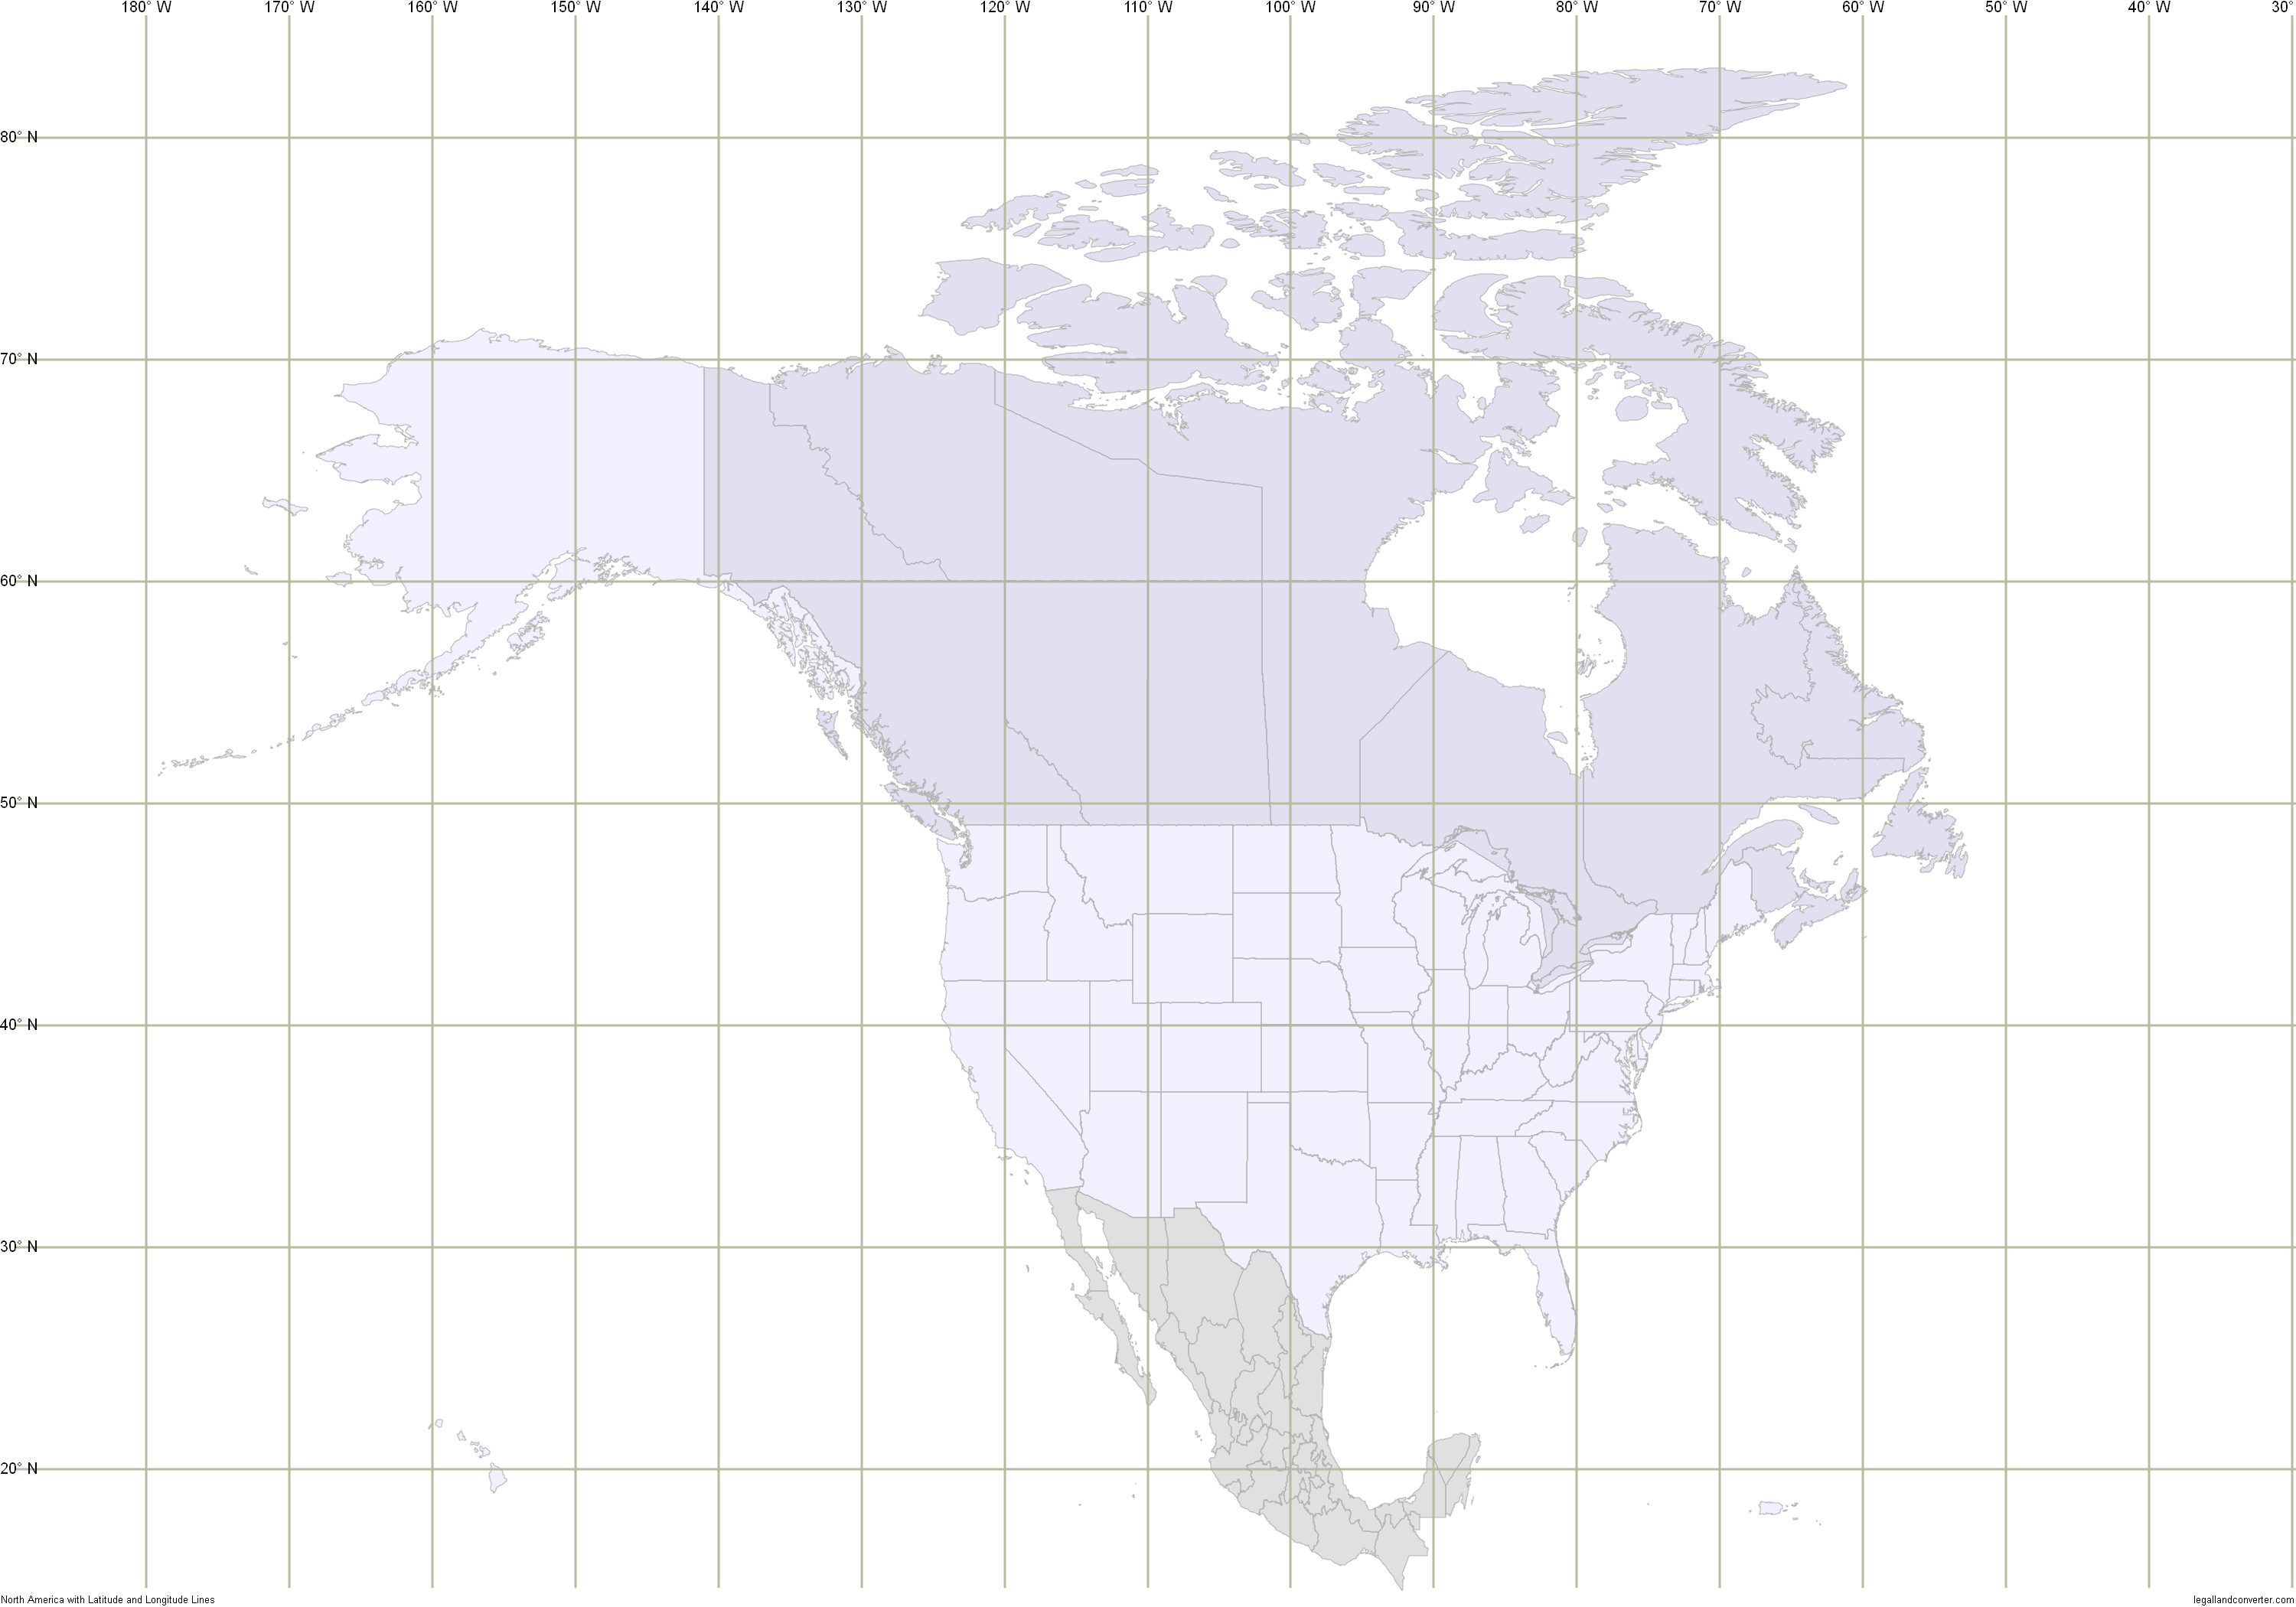 180° W 170° W 160° W 150° W 140° W 130° W 120° W 110° W 100° W 90° W 80° W 70° W 60° W 50° W 40° W 30°
80° N
70° N
60° N
50° N
40° N
30° N
20° N
North America with Latitude and Longitude Lines
legallandconverter.com